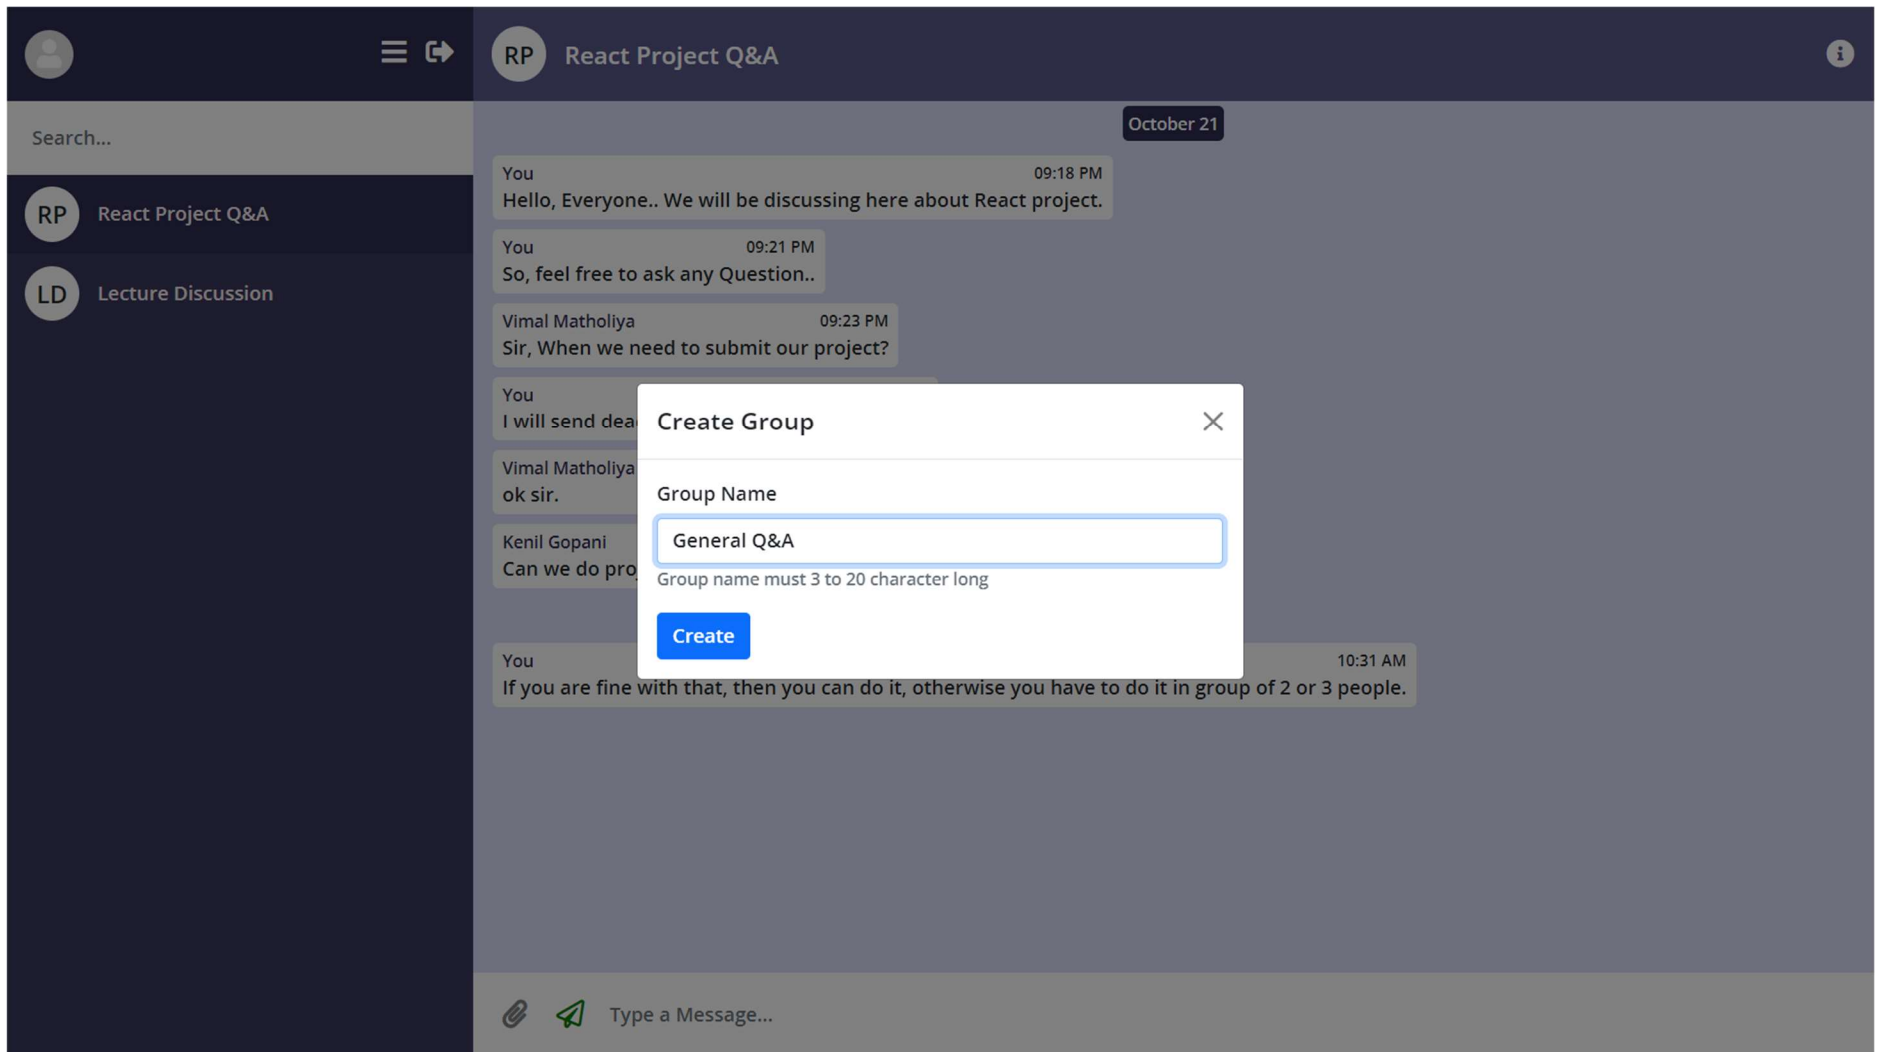 RP React Project Q&A
Search...
RP React Project Q&A
LD Lecture Discussion
October 21
You 09:18 PM
Hello, Everyone.. We will be discussing here about React project.
You 09:21 PM
So, feel free to ask any Question..
Vimal Matholiya 09:23 PM
Sir, When we need to submit our project?
You
I will send
Vimal Matholiya
ok sir.
Kenil Gopani
Can we do
Create Group
Group Name
General Q&A
Group name must 3 to 20 character long
Create
You 10:31 AM
If you are fine with that, then you can do it, otherwise you have to do it in group of 2 or 3 people.
Type a Message...